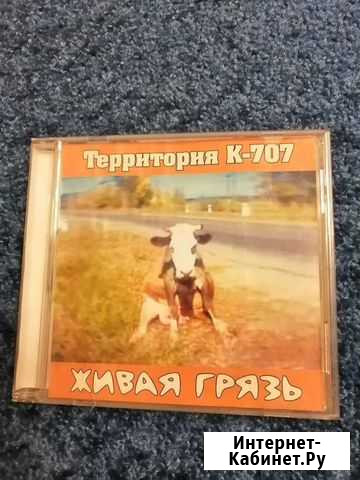 Территория К-707
ЖИВАЯ ГРЯЗЬ
Интернет-
Кабинет.Ру